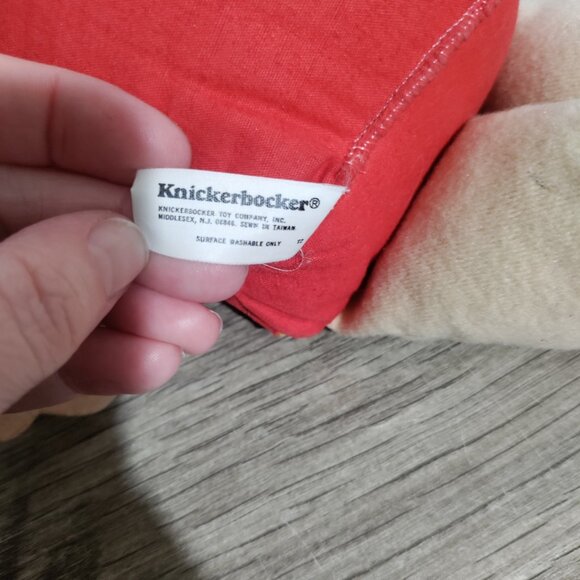 Knickerbocker®
KNICKERBOCKER TOY COMPANY, INC.
MIDDLESEX, N.J. 08846. SEWN IN TAIWAN
SURFACE WASHABLE ONLY